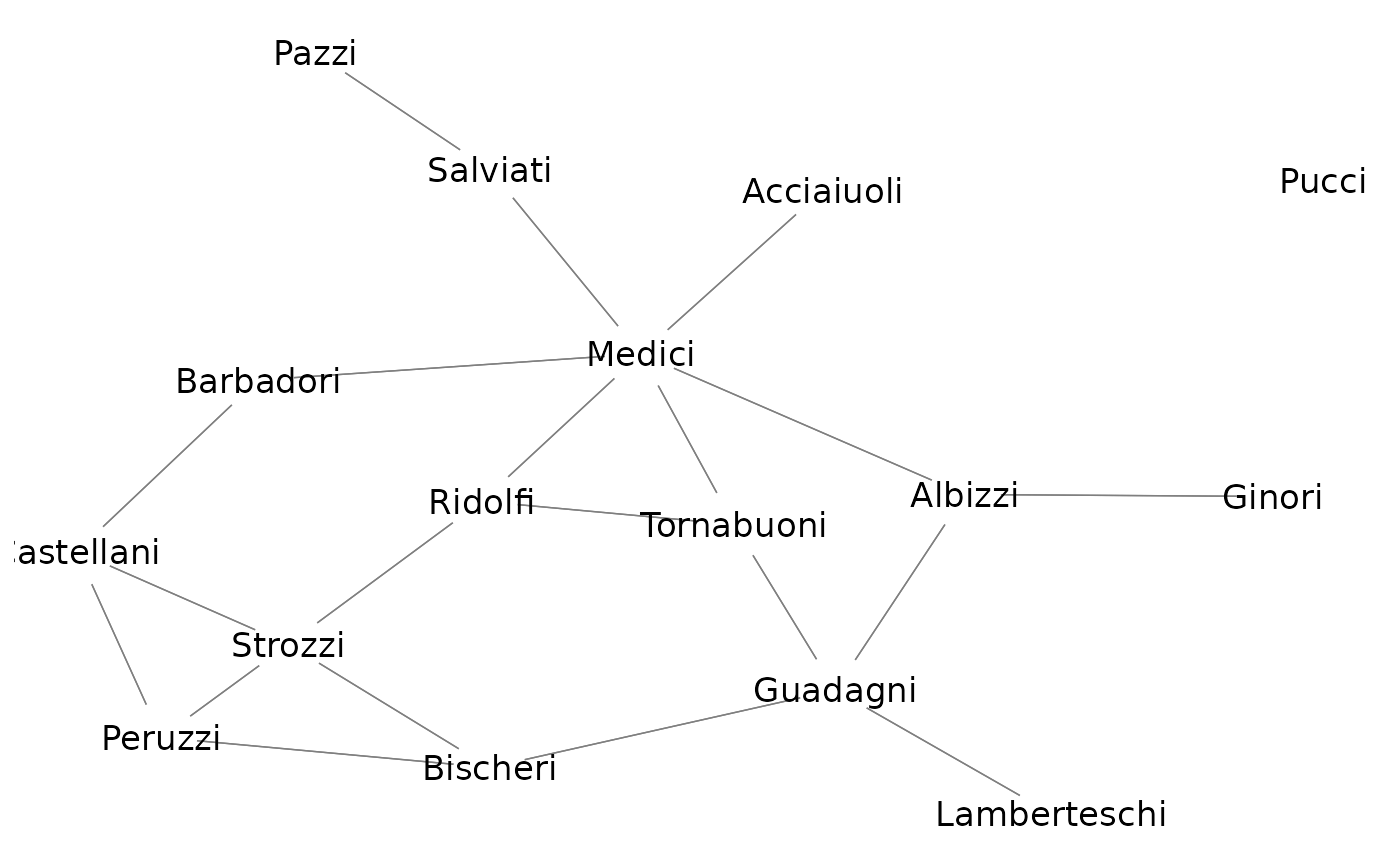 Pazzi
Salviati
Acciaiuoli
Pucci
Medici
Barbadori
Ridolfi
Tornabuoni
Albizzi
Ginori
astellani
Strozzi
Guadagni
Peruzzi
Bischeri
Lamberteschi